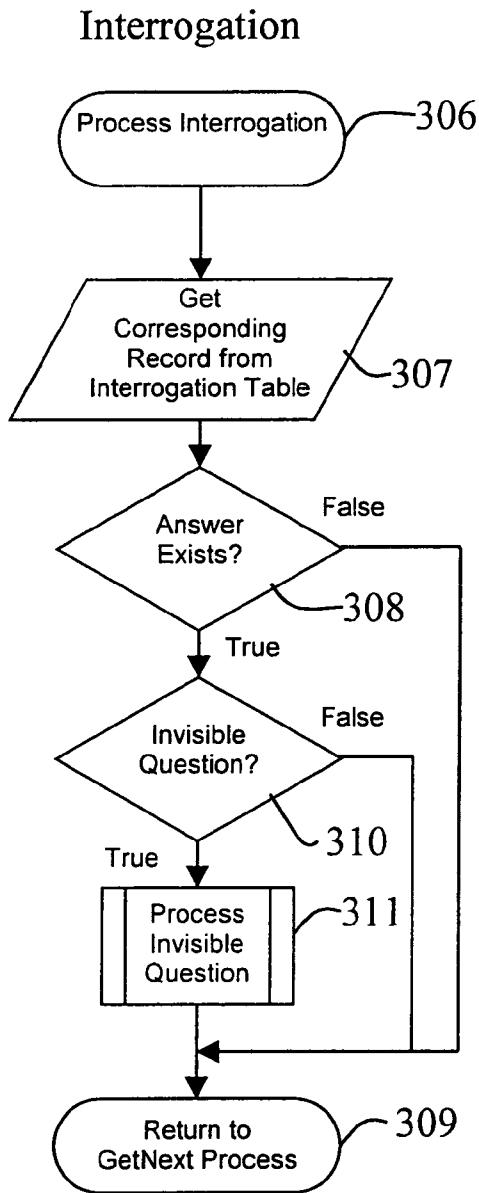 Interrogation
Process Interrogation
306
Get
Corresponding
Record from
Interrogation Table
307
Answer
Exists?
False
308
True
Invisible
Question?
False
310
True
Process
Invisible
Question
311
Return to
GetNext Process
309